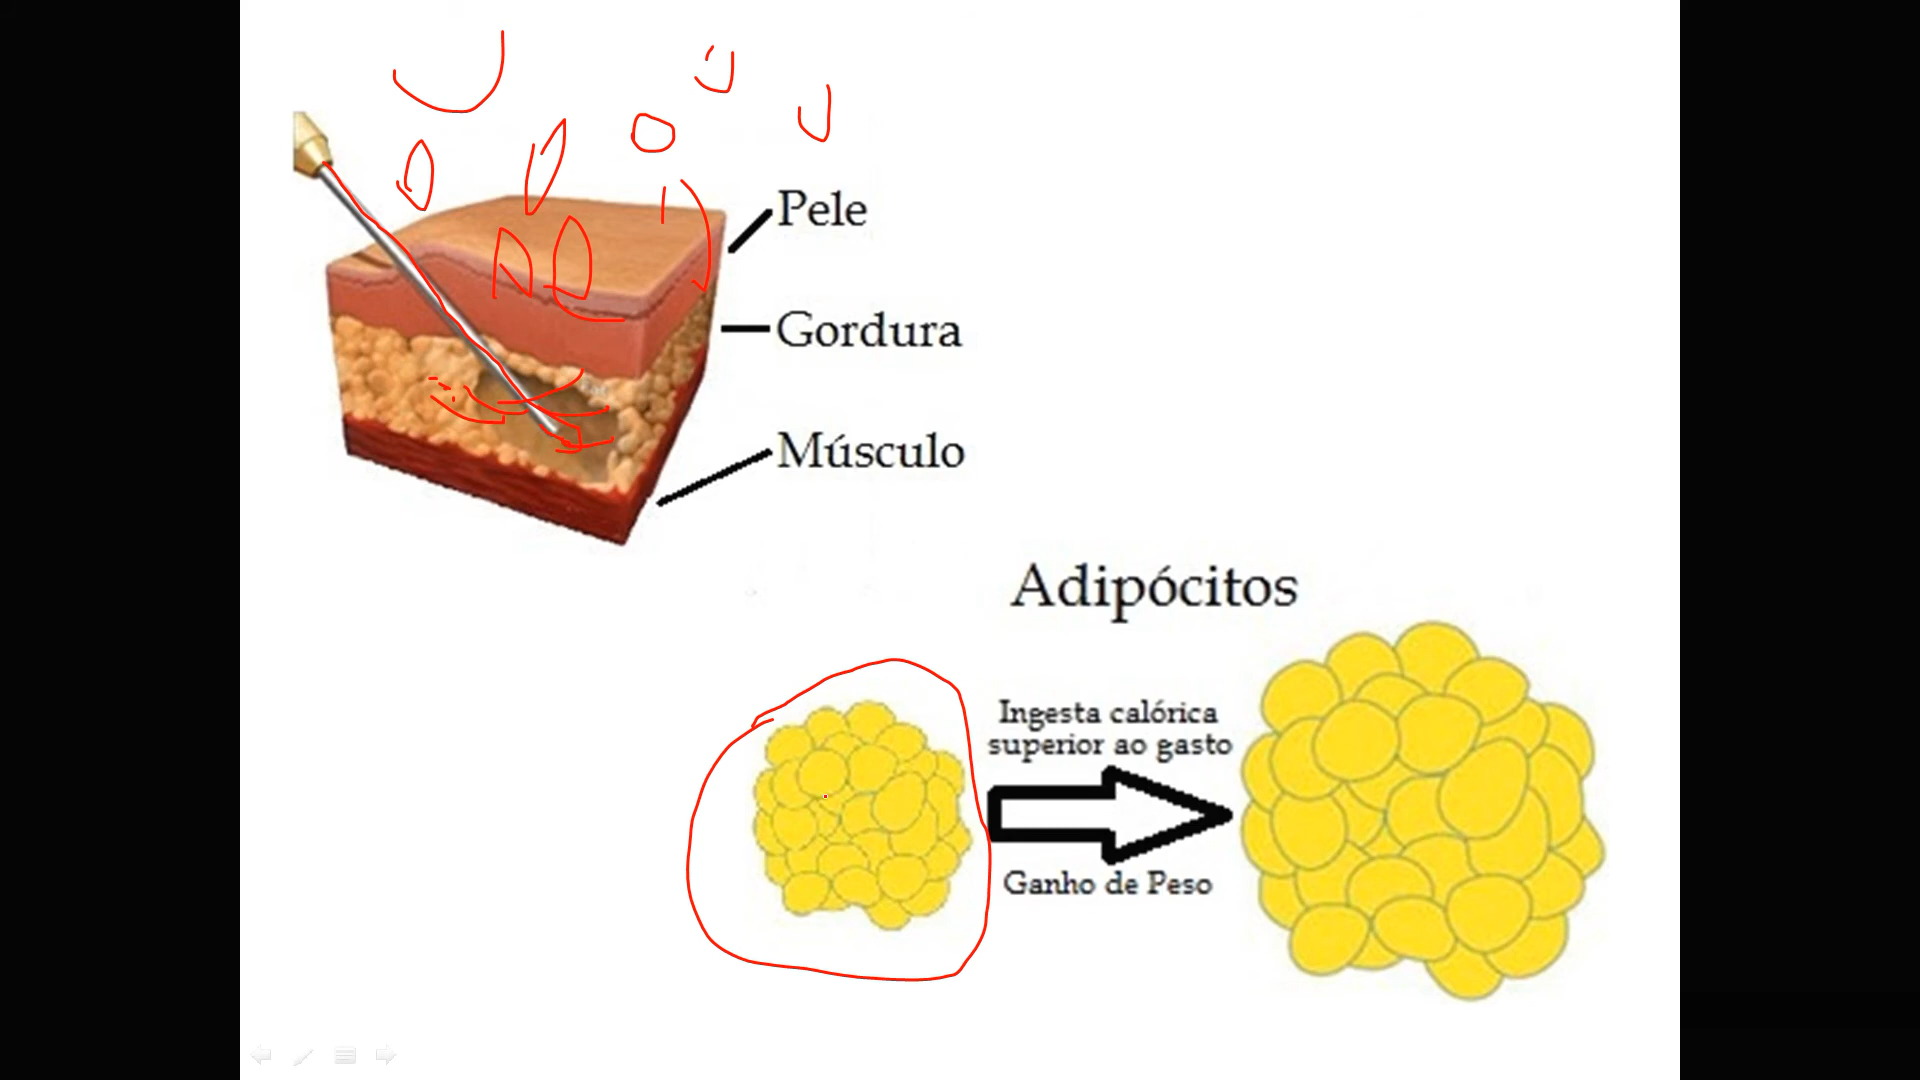 Pele
Gordura
Músculo
Adipócitos
Ingesta calórica
superior ao gasto
Ganho de Peso